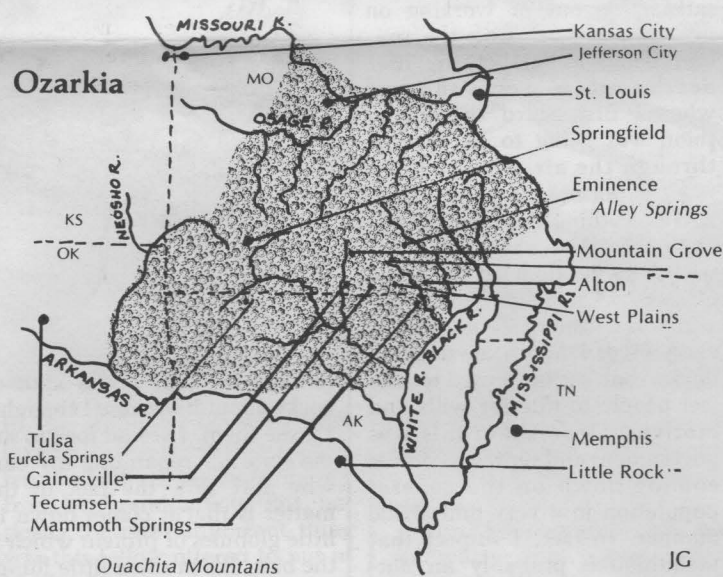 MISSOURI R.
Kansas City
Jefferson City
Ozarkia
MO
St. Louis
OSAGE R.
Springfield
NEOSHO R.
Eminence
Alley Springs
KS
OK
Mountain Grove
Alton
West Plains
ARKANSAS R.
WHITE R.
BLACK R.
MISSISSIPPI R.
AK
TN
Tulsa
Eureka Springs
Memphis
Gainesville
Little Rock
Tecumseh
Mammoth Springs
Ouachita Mountains
JG